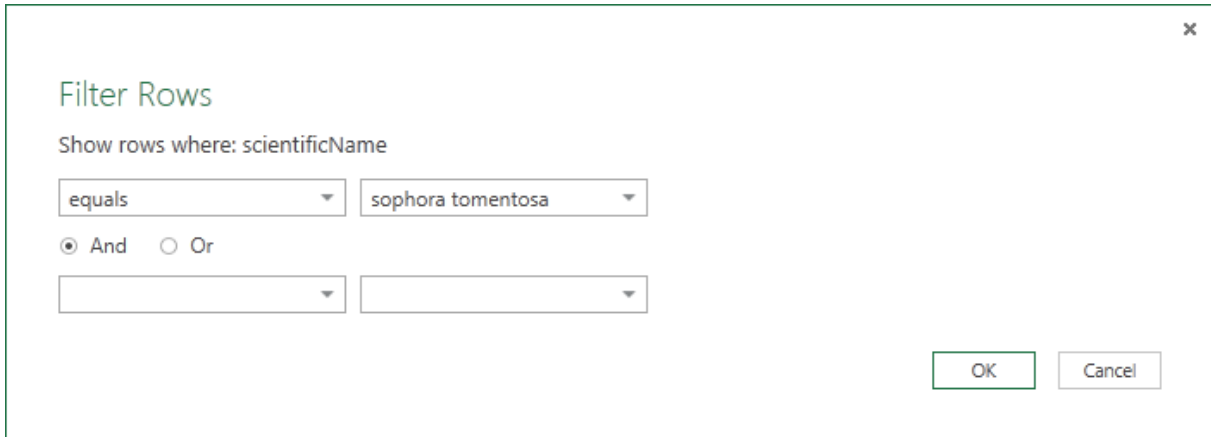 Filter Rows
Show rows where: scientificName
equals sophora tomentosa
And Or
OK Cancel